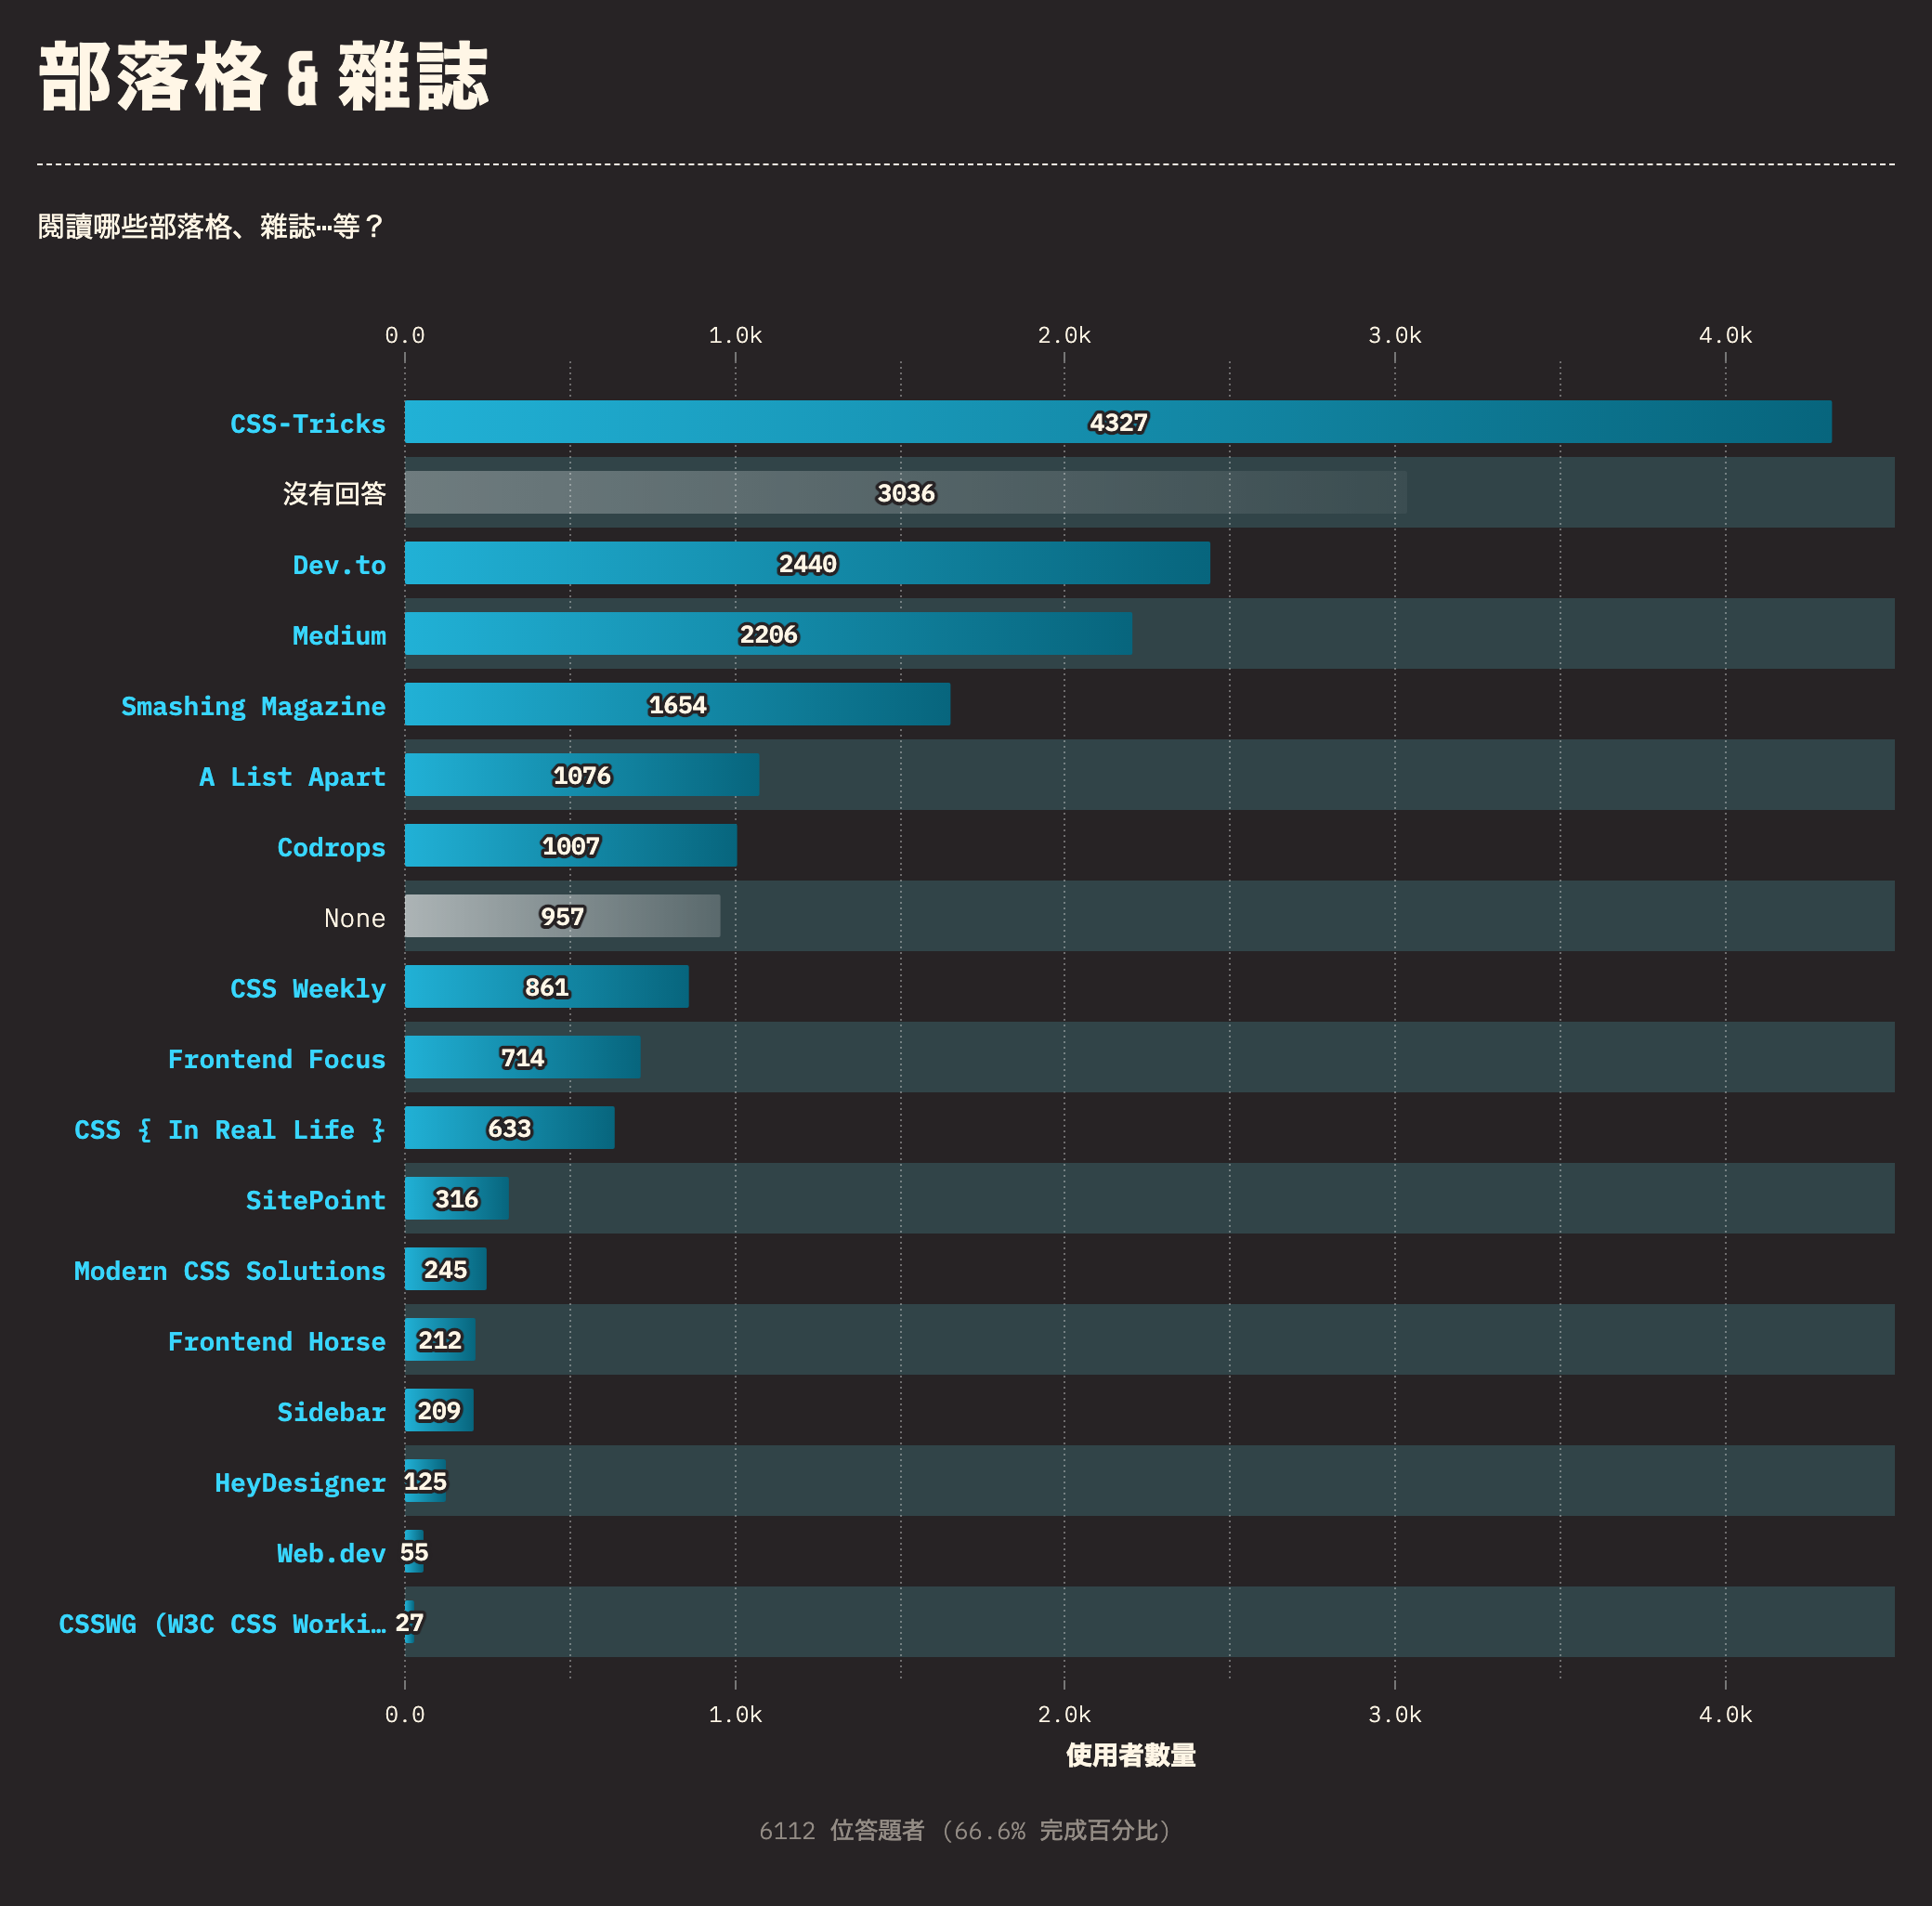 部落格 & 雜誌
閱讀哪些部落格、雜誌…等？
0.0 1.0k 2.0k 3.0k 4.0k
CSS-Tricks 4327
沒有回答 3036
Dev.to 2440
Medium 2206
Smashing Magazine 1654
A List Apart 1076
Codrops 1007
None 957
CSS Weekly 861
Frontend Focus 714
CSS { In Real Life } 633
SitePoint 316
Modern CSS Solutions 245
Frontend Horse 212
Sidebar 209
HeyDesigner 125
Web.dev 55
CSSWG (W3C CSS Worki… 27
0.0 1.0k 2.0k 3.0k 4.0k
使用者數量
6112 位答題者 (66.6% 完成百分比)